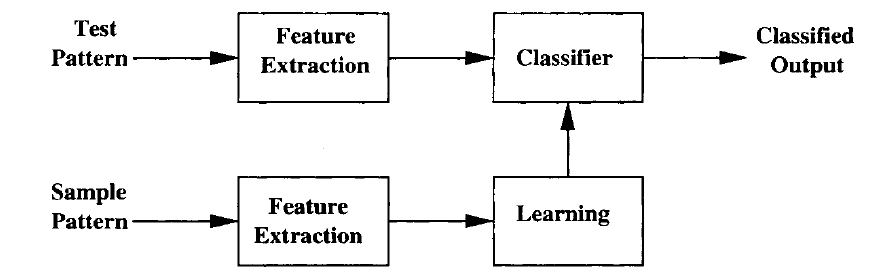 Test
Pattern
Feature
Extraction
Classifier
Classified
Output
Sample
Pattern
Feature
Extraction
Learning